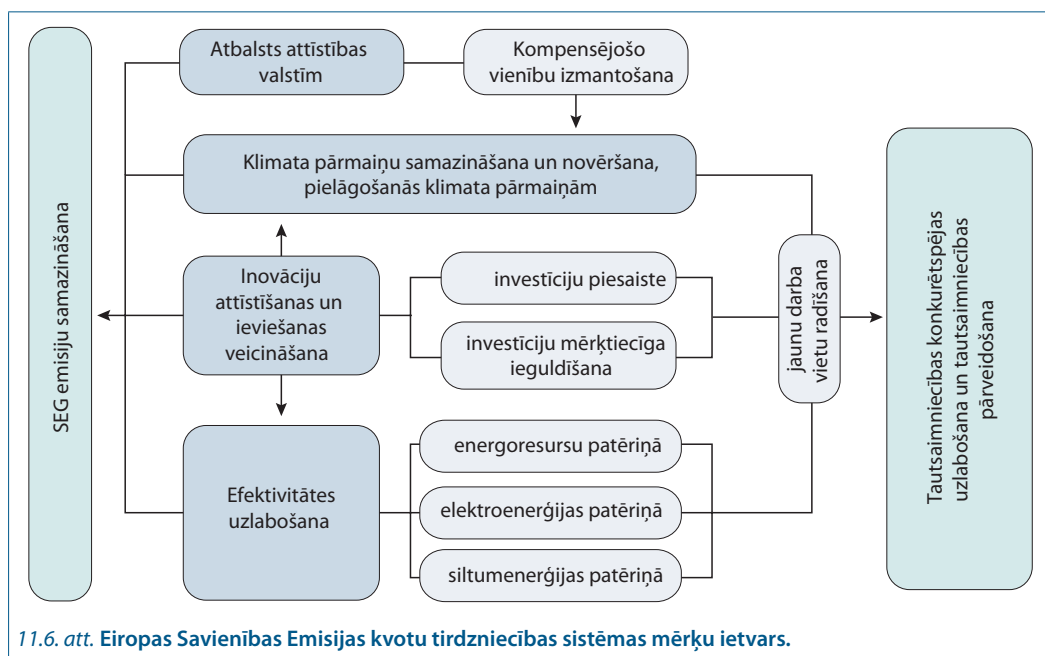 SEG emisiju samazināšana
Atbalsts attīstības
valstīm
Kompensējošo
vienību izmantošana
Klimata pārmaiņu samazināšana un novēršana,
pielāgošanās klimata pārmaiņām
Inovāciju
attīstīšanas un
ieviešanas
veicināšana
investīciju piesaiste
investīciju mērķtiecīga
ieguldīšana
Efektivitātes
uzlabošana
energoresursu patēriņā
elektroenerģijas patēriņā
siltumenerģijas patēriņā
jaunu darba
vietu radīšana
Tautsaimniecības konkurētspējas
uzlabošana un tautsaimniecības
pārveidošana
11.6. att. Eiropas Savienības Emisijas kvotu tirdzniecības sistēmas mērķu ietvars.